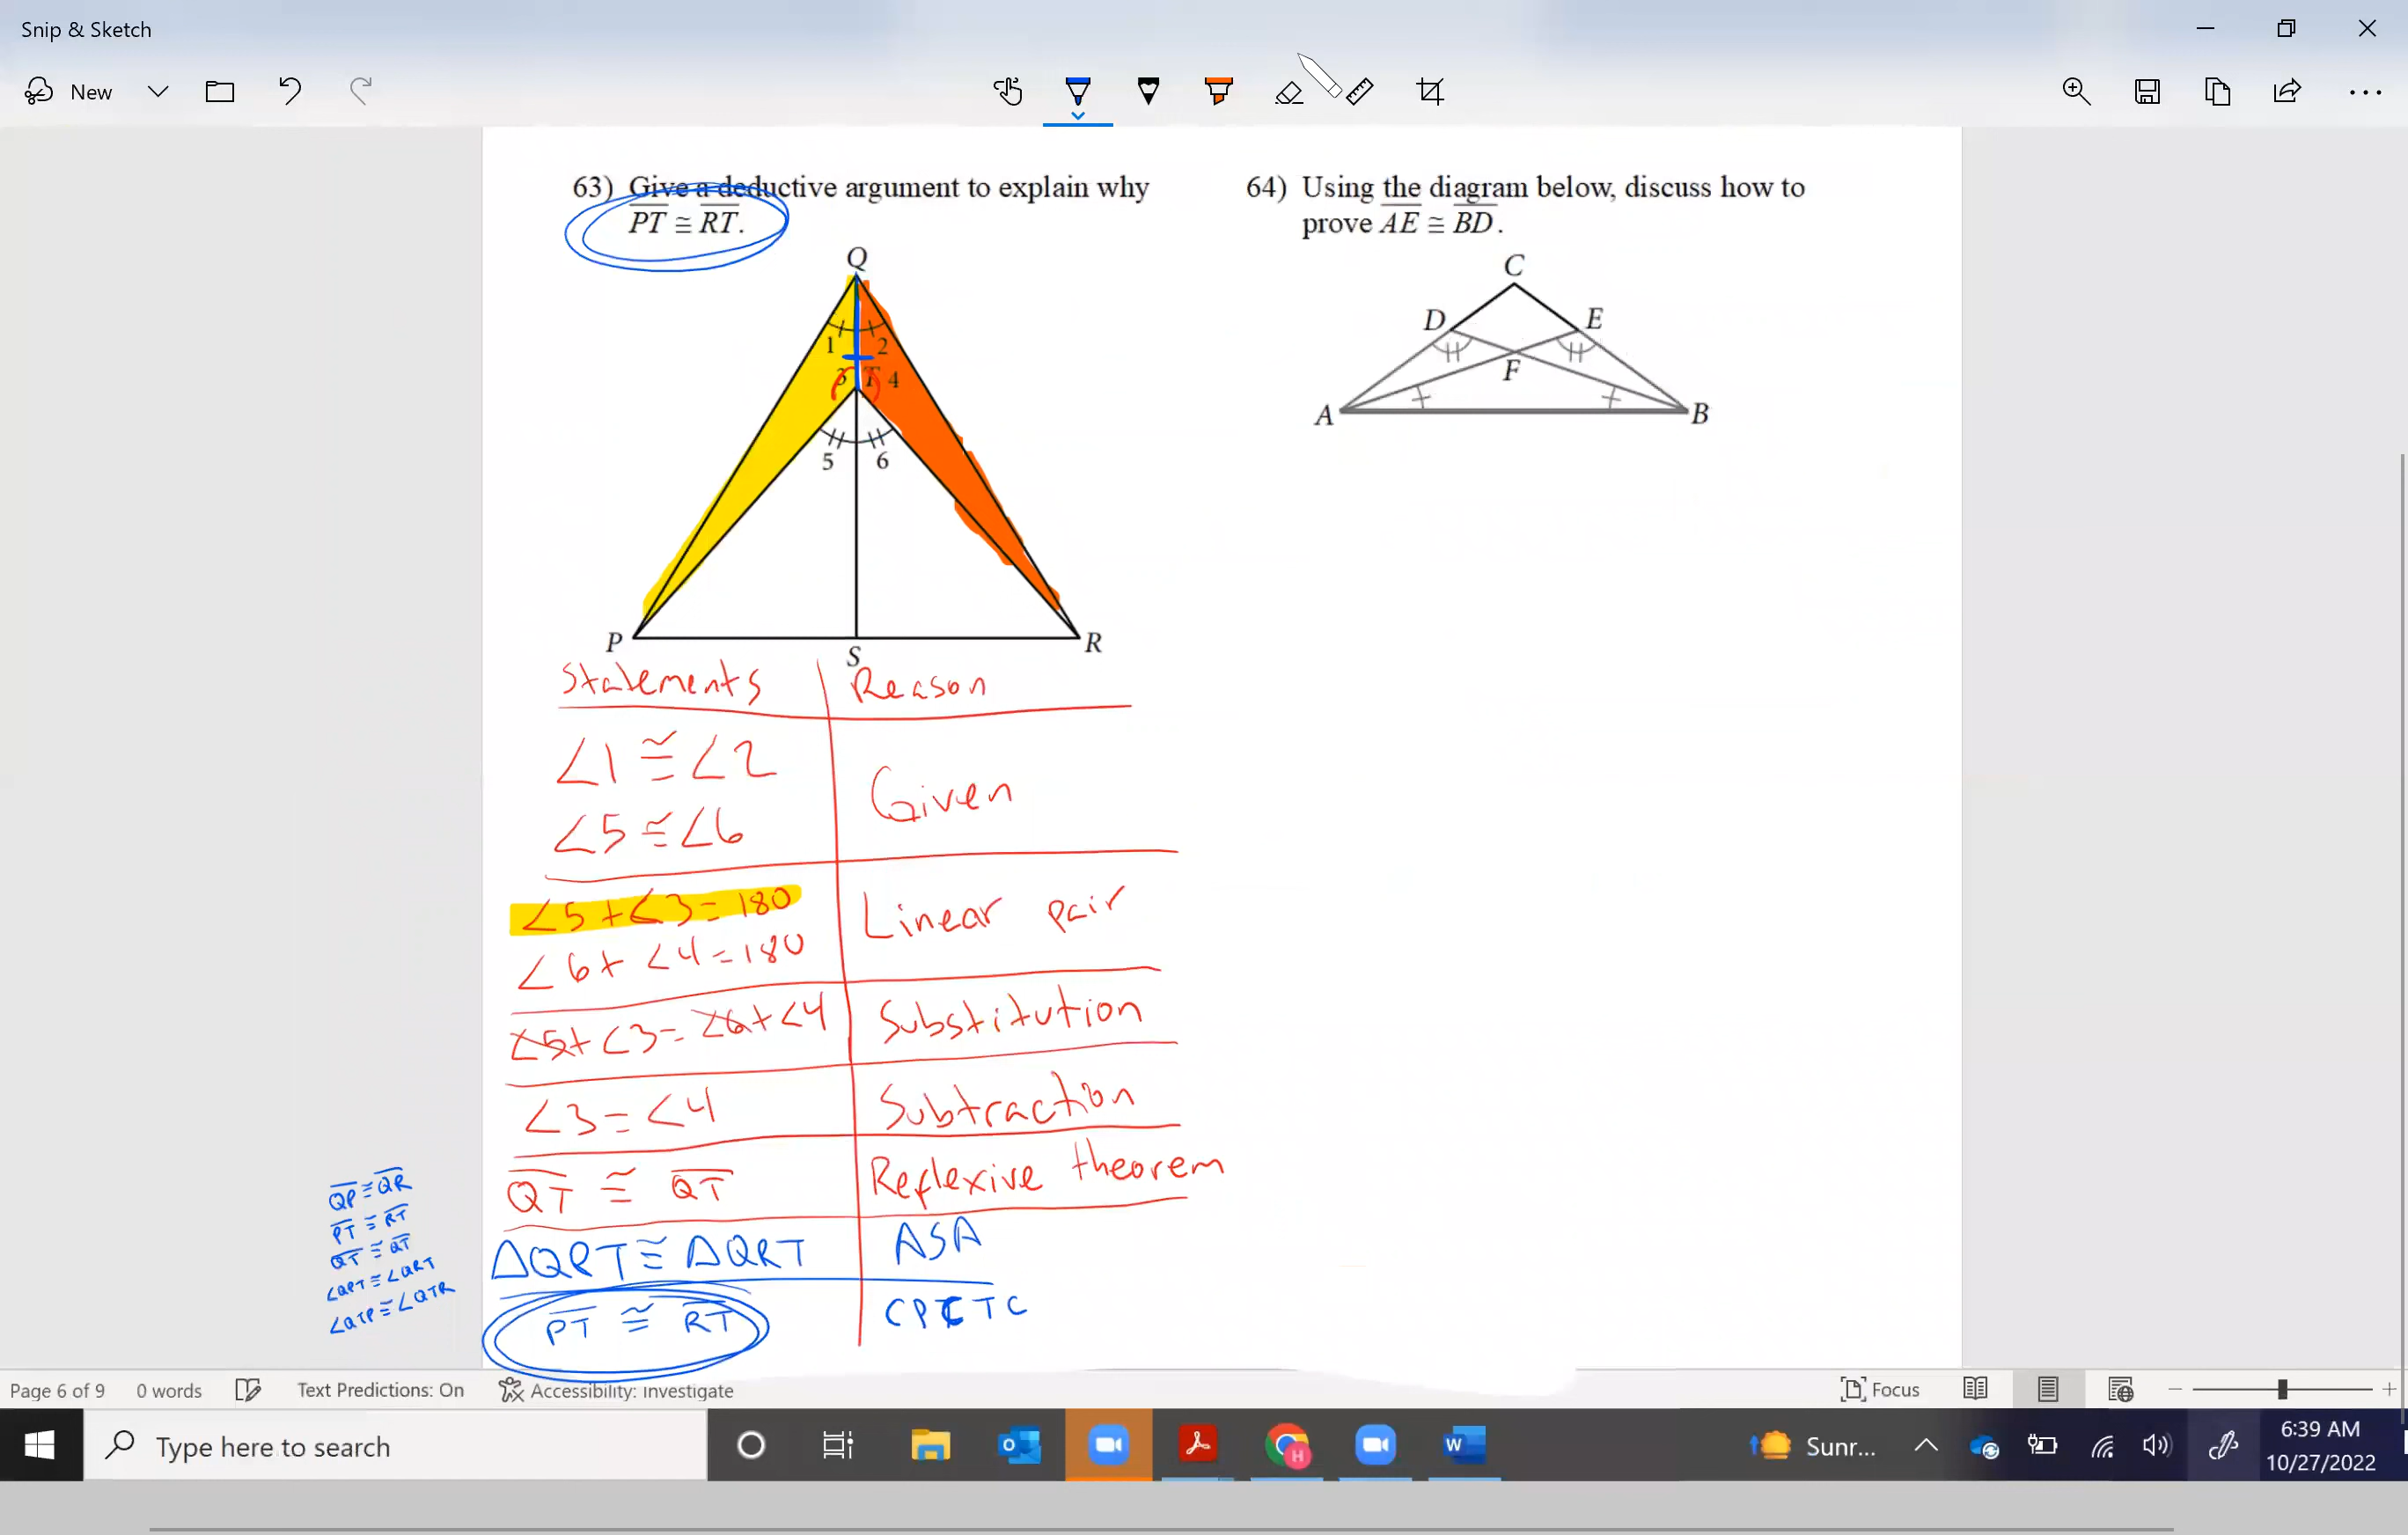 Snip & Sketch
New
63) Give a deductive argument to explain why
PT ≅ RT.
Q
1 2
3 T 4
5 6
P
S
R
64) Using the diagram below, discuss how to
prove AE ≅ BD.
C
D E
F
A B
Statements Reason
∠1 ≅ ∠2
∠5 ≅ ∠6
Given
∠5 + ∠3 = 180
∠6 + ∠4 = 180
Linear pair
∠5 + ∠3 = ∠6 + ∠4 Substitution
∠3 = ∠4 Subtraction
QT ≅ QT Reflexive theorem
△QPT ≅ △QRT ASA
PT ≅ RT CPCTC
QP ≅ QR
PT ≅ RT
QT ≅ QT
∠QPT ≅ ∠QRT
∠QTP ≅ ∠QTR
Page 6 of 9 0 words Text Predictions: On Accessibility: Investigate Focus
Type here to search
Sunr...
6:39 AM
10/27/2022